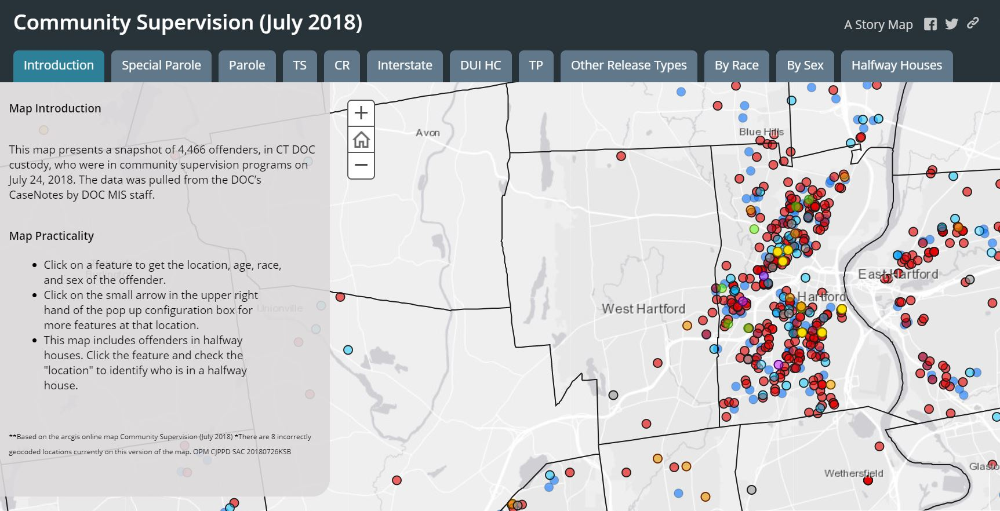 Community Supervision (July 2018)
A Story Map
Introduction
Special Parole
Parole
TS
CR
Interstate
DUI HC
TP
Other Release Types
By Race
By Sex
Halfway Houses
Map Introduction
This map presents a snapshot of 4,466 offenders, in CT DOC
custody, who were in community supervision programs on
July 24, 2018. The data was pulled from the DOC’s
CaseNotes by DOC MIS staff.
Map Practicality
• Click on a feature to get the location, age, race,
and sex of the offender.
• Click on the small arrow in the upper right
hand of the pop up configuration box for
more features at that location.
• This map includes offenders in halfway
houses. Click the feature and check the
"location" to identify who is in a halfway
house.
**Based on the arcgis online map Community Supervision (July 2018) *There are 8 incorrectly
geocoded locations currently on this version of the map. OPM CJPPD SAC 20180726KSB
Burlington
Unionville
+
−
Avon
Blue Hills
West Hartford
Hartford
East Hartford
Wethersfield
Glasto